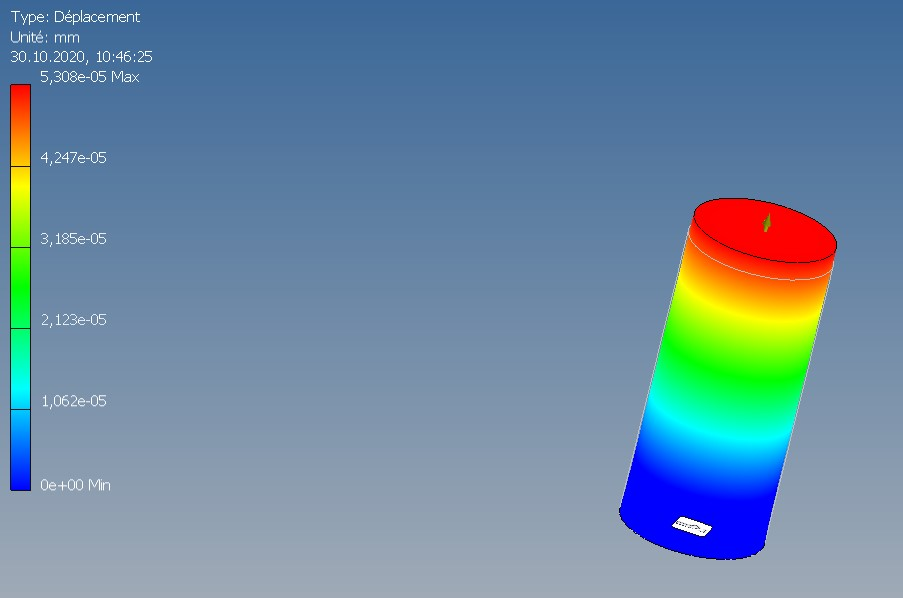 Type: Déplacement
Unité: mm
30.10.2020, 10:46:25
5,308e-05 Max
4,247e-05
3,185e-05
2,123e-05
1,062e-05
0e+00 Min